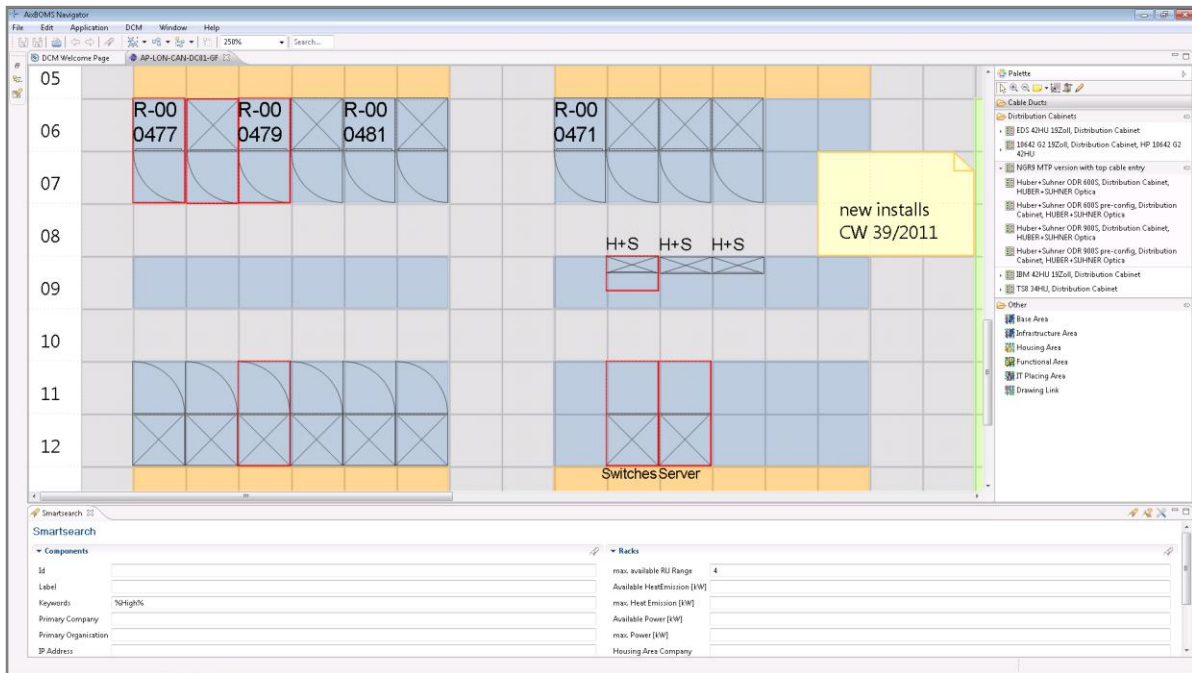 AixBOMS Navigator
File Edit Application DCM Window Help
250% Search...
DCM Welcome Page AP-LON-CAN-DC01-GF
05
06
07
08
09
10
11
12
R-00 R-00 R-00 R-00
0477 0479 0481 0471
new installs
CW 39/2011
H+S H+S H+S
Switches Server
Palette
Cable Ducts
Distribution Cabinets
EDS 42HU 19Zoll, Distribution Cabinet
10642 G2 19Zoll, Distribution Cabinet, HP 10642 G2
42HU
NGR9 MTP version with top cable entry
Huber+Suhner ODR 600S, Distribution Cabinet,
HUBER+SUHNER Optica
Huber+Suhner ODR 600S pre-config, Distribution
Cabinet, HUBER+SUHNER Optica
Huber+Suhner ODR 900S, Distribution Cabinet,
HUBER+SUHNER Optica
Huber+Suhner ODR 900S pre-config, Distribution
Cabinet, HUBER+SUHNER Optica
IBM 42HU 19Zoll, Distribution Cabinet
TS8 34HU, Distribution Cabinet
Other
Base Area
Infrastructure Area
Housing Area
Functional Area
IT Placing Area
Drawing Link
Smartsearch
Smartsearch
Components
Id
Label
Keywords %High%
Primary Company
Primary Organisation
IP Address
Racks
max. available RU Range 4
Available HeatEmission [kW]
max. Heat Emission [kW]
Available Power [kW]
max. Power [kW]
Housing Area Company